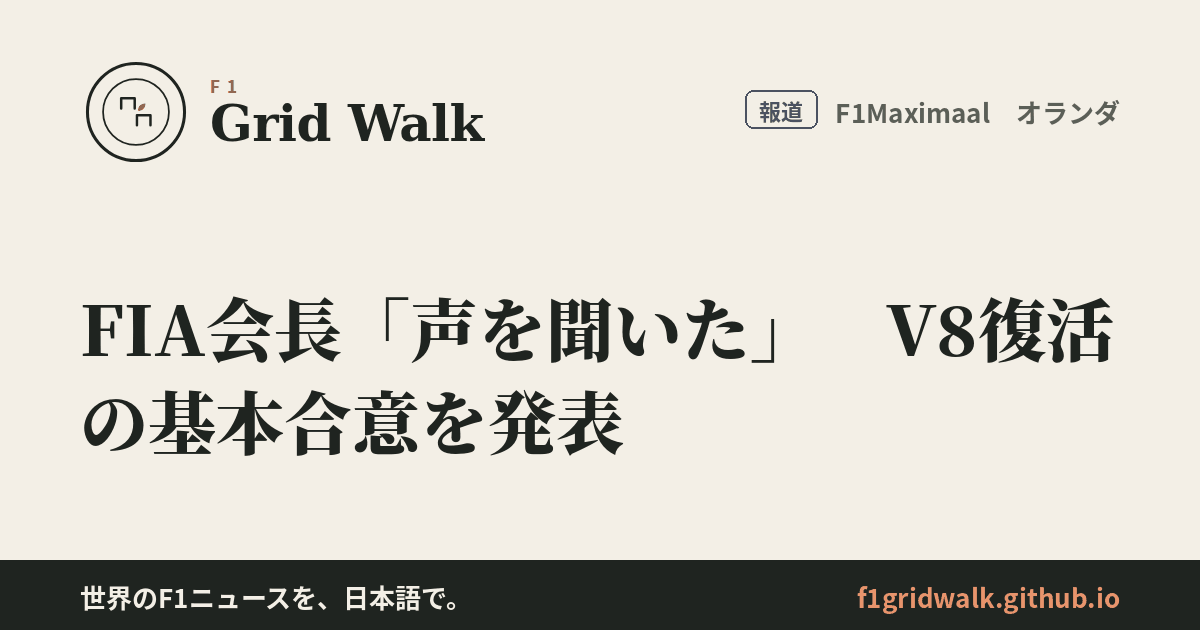 F1
Grid Walk
報道 F1Maximaal オランダ
FIA会長「声を聞いた」 V8復活
の基本合意を発表
世界のF1ニュースを、日本語で。
f1gridwalk.github.io